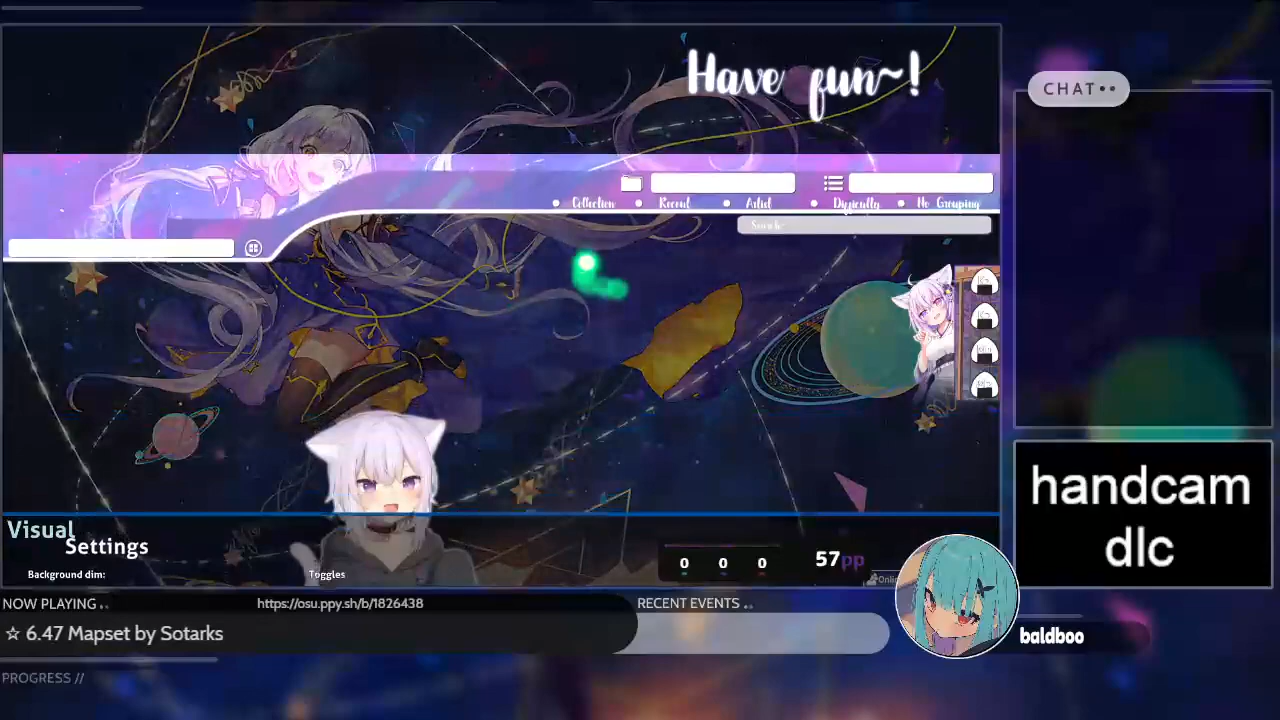 Have fun~!
CHAT
Collection
Recent
Artist
Difficulty
No Grouping
Search
handcam
dlc
Visual
Settings
Background dim:
Toggles
0 0 0
57pp
NOW PLAYING
https://osu.ppy.sh/b/1826438
RECENT EVENTS
☆ 6.47 Mapset by Sotarks
baldboo
PROGRESS //